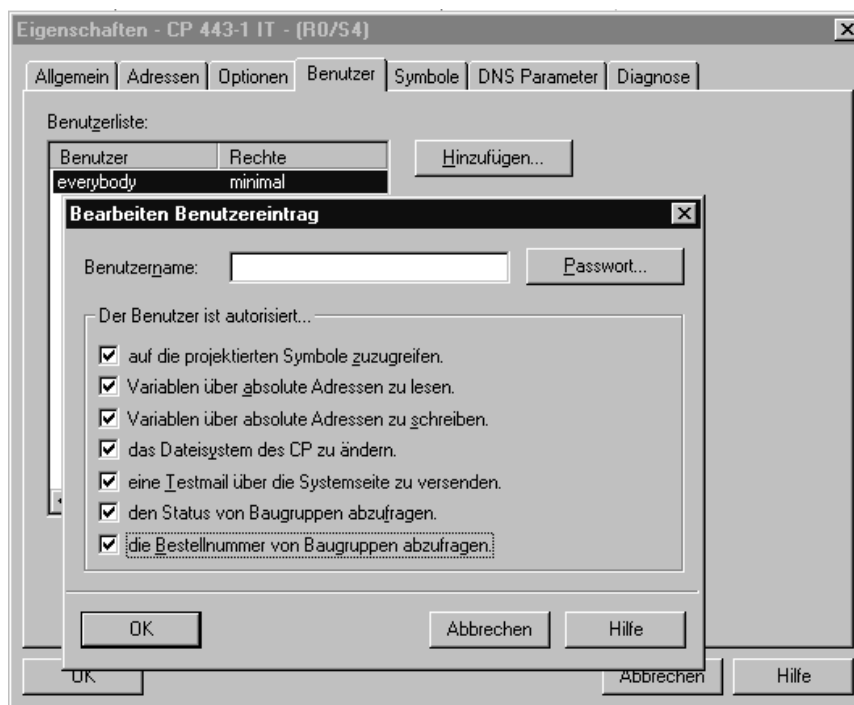 Eigenschaften - CP 443-1 IT - (R0/S4)
Allgemein Adressen Optionen Benutzer Symbole DNS Parameter Diagnose
Benutzerliste:
Benutzer Rechte Hinzufügen...
everybody minimal
Bearbeiten Benutzereintrag
Benutzername: Passwort...
Der Benutzer ist autorisiert...
auf die projektierten Symbole zuzugreifen.
Variablen über absolute Adressen zu lesen.
Variablen über absolute Adressen zu schreiben.
das Dateisystem des CP zu ändern.
eine Testmail über die Systemseite zu versenden.
den Status von Baugruppen abzufragen.
die Bestellnummer von Baugruppen abzufragen.
OK Abbrechen Hilfe
OK Abbrechen Hilfe